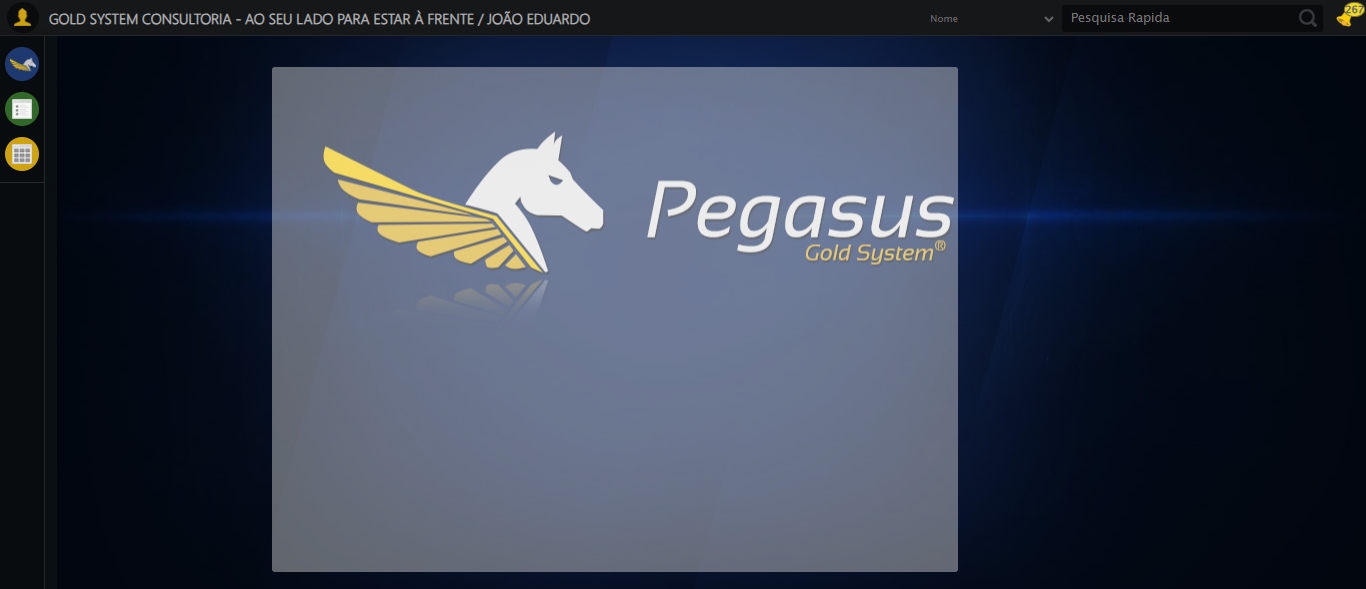 GOLD SYSTEM CONSULTORIA - AO SEU LADO PARA ESTAR À FRENTE / JOÃO EDUARDO
Nome
Pesquisa Rapida
267
Pegasus
Gold System®